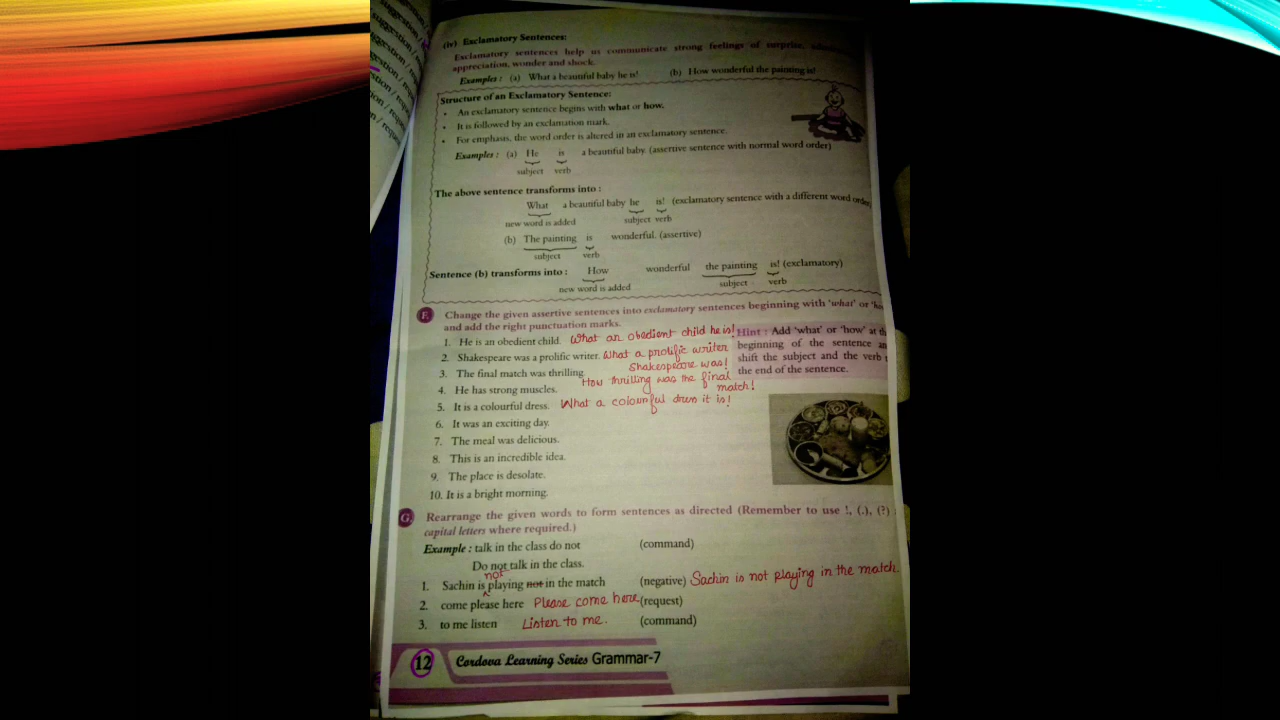 suggestion /
(iv) Exclamatory Sentences:
Exclamatory sentences help us communicate strong feelings of surprise,
appreciation, wonder and shock.
Examples : (a) What a beautiful baby he is! (b) How wonderful the painting is!
Structure of an Exclamatory Sentence:
• An exclamatory sentence begins with what or how.
• It is followed by an exclamation mark.
• For emphasis, the word order is altered in an exclamatory sentence.
Examples : (a) He is a beautiful baby. (assertive sentence with normal word order)
subject verb
The above sentence transforms into :
What a beautiful baby he is! (exclamatory sentence with a different word order
new word is added subject verb
(b) The painting is wonderful. (assertive)
subject verb
Sentence (b) transforms into : How wonderful the painting is! (exclamatory)
new word is added subject verb
F. Change the given assertive sentences into exclamatory sentences beginning with 'what' or
and add the right punctuation marks.
1. He is an obedient child. What an obedient child he is!
2. Shakespeare was a prolific writer. What a prolific writer
Shakespeare was!
3. The final match was thrilling. How thrilling was the final
match!
4. He has strong muscles.
5. It is a colourful dress. What a colourful dress it is!
6. It was an exciting day.
7. The meal was delicious.
8. This is an incredible idea.
9. The place is desolate.
10. It is a bright morning.
Hint : Add 'what' or 'how' at
beginning of the sentence
shift the subject and the verb
the end of the sentence.
G. Rearrange the given words to form sentences as directed (Remember to use !, (.), (?)
capital letters where required.)
Example : talk in the class do not (command)
Do not talk in the class.
not
1. Sachin is playing not in the match (negative) Sachin is not playing in the match.
2. come please here Please come here (request)
3. to me listen Listen to me. (command)
12 Cordova Learning Series Grammar-7